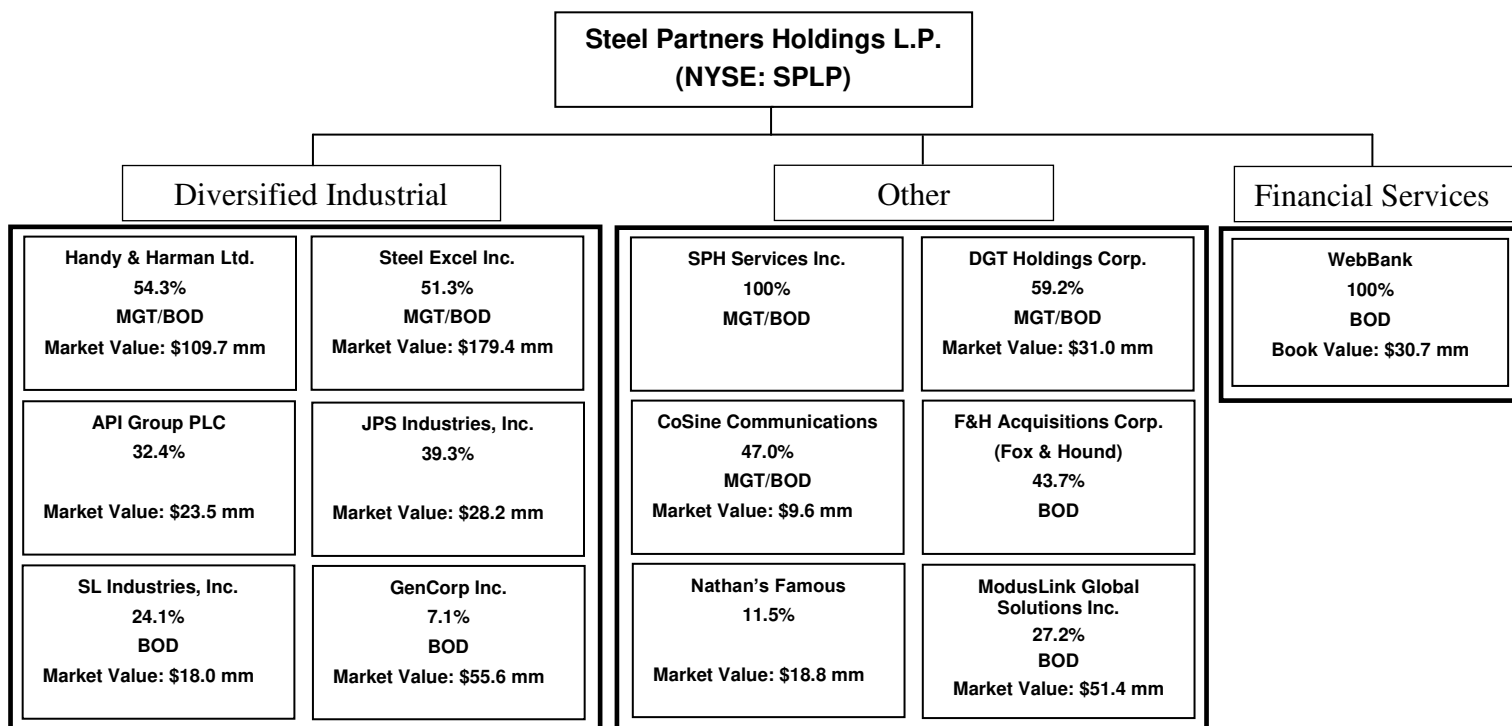 Steel Partners Holdings L.P.
(NYSE: SPLP)
Diversified Industrial
Handy & Harman Ltd.
54.3%
MGT/BOD
Market Value: $109.7 mm
Steel Excel Inc.
51.3%
MGT/BOD
Market Value: $179.4 mm
API Group PLC
32.4%
Market Value: $23.5 mm
JPS Industries, Inc.
39.3%
Market Value: $28.2 mm
SL Industries, Inc.
24.1%
BOD
Market Value: $18.0 mm
GenCorp Inc.
7.1%
BOD
Market Value: $55.6 mm
Other
SPH Services Inc.
100%
MGT/BOD
DGT Holdings Corp.
59.2%
MGT/BOD
Market Value: $31.0 mm
CoSine Communications
47.0%
MGT/BOD
Market Value: $9.6 mm
F&H Acquisitions Corp.
(Fox & Hound)
43.7%
BOD
Nathan’s Famous
11.5%
Market Value: $18.8 mm
ModusLink Global
Solutions Inc.
27.2%
BOD
Market Value: $51.4 mm
Financial Services
WebBank
100%
BOD
Book Value: $30.7 mm